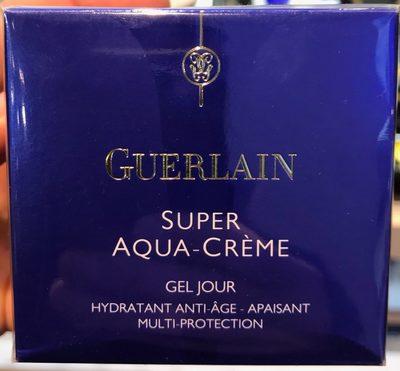 GUERLAIN
SUPER
AQUA-CRÈME
GEL JOUR
HYDRATANT ANTI-ÂGE - APAISANT
MULTI-PROTECTION